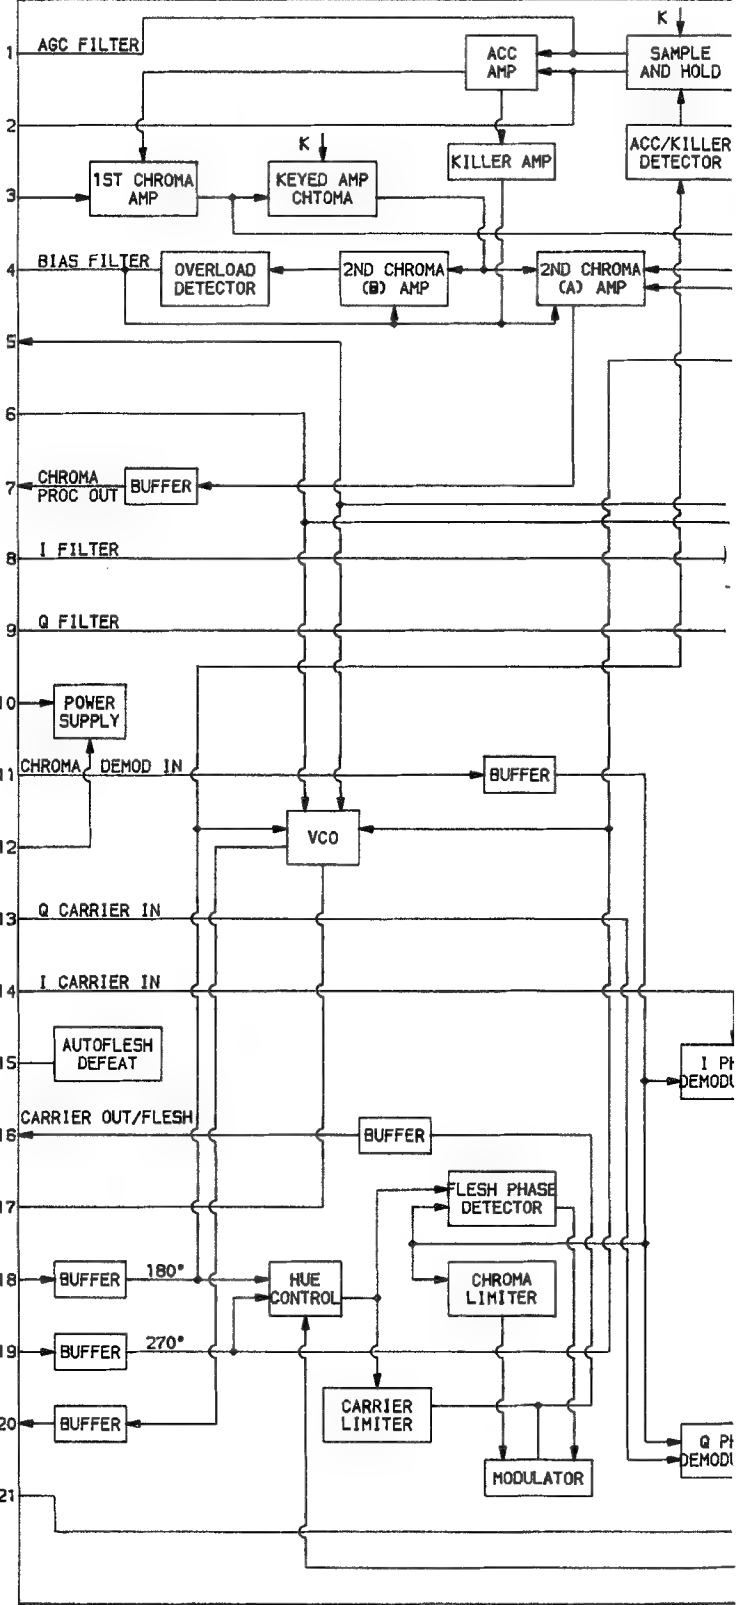 K
1 AGC FILTER
ACC
AMP
SAMPLE
AND HOLD
2
ACC/KILLER
DETECTOR
K
KILLER AMP
3
1ST CHROMA
AMP
KEYED AMP
CHTOMA
4 BIAS FILTER
OVERLOAD
DETECTOR
2ND CHROMA
(B) AMP
2ND CHROMA
(A) AMP
5
6
7 CHROMA
PROC OUT
BUFFER
8 I FILTER
9 Q FILTER
10
POWER
SUPPLY
11 CHROMA DEMOD IN
BUFFER
12
VCO
13 Q CARRIER IN
14 I CARRIER IN
15
AUTOFLESH
DEFEAT
I PH
DEMODU
16 CARRIER OUT/FLESH
BUFFER
17
FLESH PHASE
DETECTOR
18
BUFFER
180°
HUE
CONTROL
CHROMA
LIMITER
19
BUFFER
270°
20
BUFFER
CARRIER
LIMITER
Q PH
DEMODU
MODULATOR
21